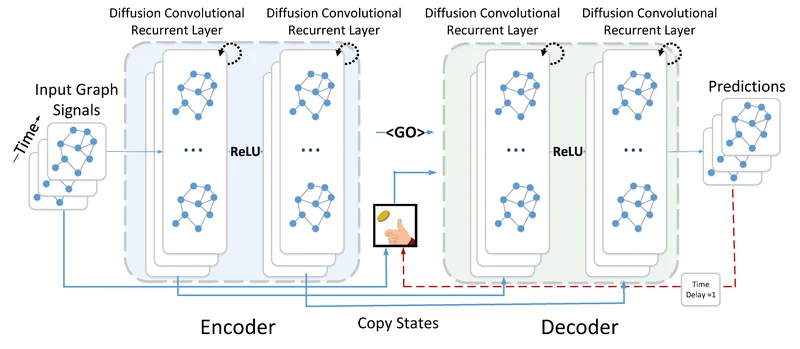 Diffusion Convolutional
Recurrent Layer
Diffusion Convolutional
Recurrent Layer
Diffusion Convolutional
Recurrent Layer
Diffusion Convolutional
Recurrent Layer
Input Graph
Signals
Time
ReLU
<GO>
ReLU
Predictions
Time
Delay =1
Encoder
Copy States
Decoder